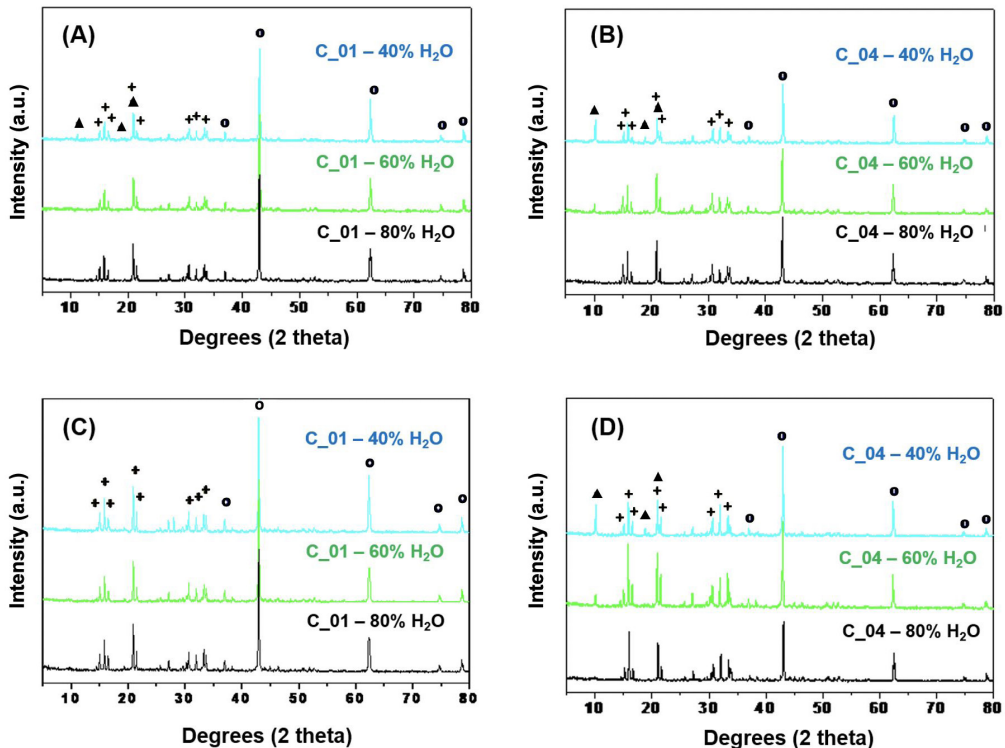 (A)
C_01 – 40% H₂O
C_01 – 60% H₂O
C_01 – 80% H₂O
Intensity (a.u.)
10 20 30 40 50 60 70 80
Degrees (2 theta)
(B)
C_04 – 40% H₂O
C_04 – 60% H₂O
C_04 – 80% H₂O
Intensity (a.u.)
10 20 30 40 50 60 70 80
Degrees (2 theta)
(C)
C_01 – 40% H₂O
C_01 – 60% H₂O
C_01 – 80% H₂O
Intensity (a.u.)
10 20 30 40 50 60 70 80
Degrees (2 theta)
(D)
C_04 – 40% H₂O
C_04 – 60% H₂O
C_04 – 80% H₂O
Intensity (a.u.)
10 20 30 40 50 60 70 80
Degrees (2 theta)